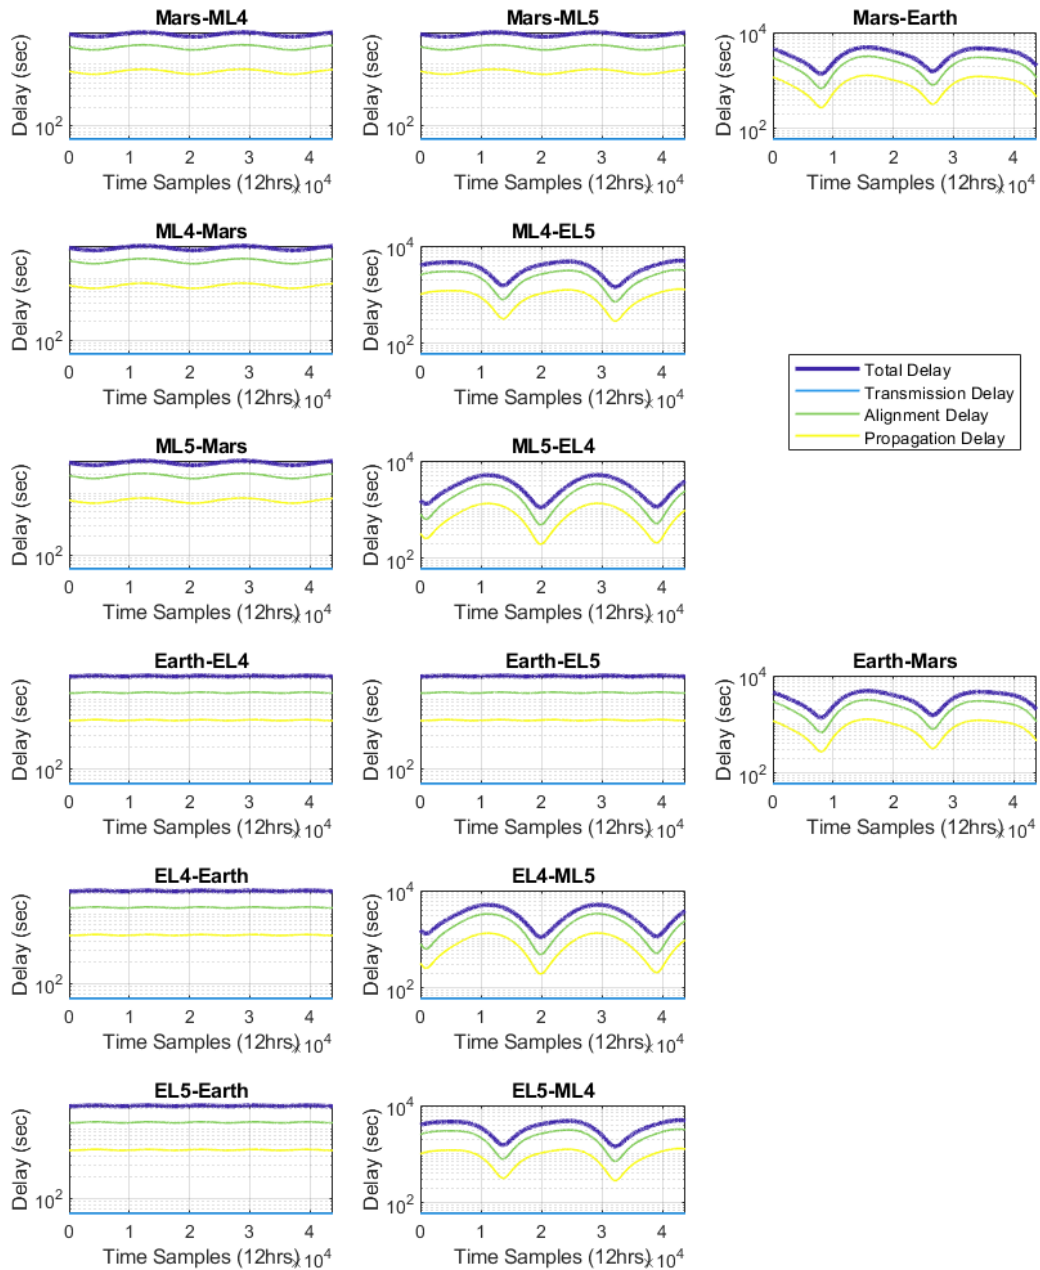 Mars-ML4
Delay (sec)
10^2
0 1 2 3 4
Time Samples (12hrs) ×10^4
Mars-ML5
Delay (sec)
10^2
0 1 2 3 4
Time Samples (12hrs) ×10^4
Mars-Earth
Delay (sec)
10^4
10^2
0 1 2 3 4
Time Samples (12hrs) ×10^4
ML4-Mars
Delay (sec)
10^2
0 1 2 3 4
Time Samples (12hrs) ×10^4
ML4-EL5
Delay (sec)
10^4
10^2
0 1 2 3 4
Time Samples (12hrs) ×10^4
Total Delay
Transmission Delay
Alignment Delay
Propagation Delay
ML5-Mars
Delay (sec)
10^2
0 1 2 3 4
Time Samples (12hrs) ×10^4
ML5-EL4
Delay (sec)
10^4
10^2
0 1 2 3 4
Time Samples (12hrs) ×10^4
Earth-EL4
Delay (sec)
10^2
0 1 2 3 4
Time Samples (12hrs) ×10^4
Earth-EL5
Delay (sec)
10^2
0 1 2 3 4
Time Samples (12hrs) ×10^4
Earth-Mars
Delay (sec)
10^4
10^2
0 1 2 3 4
Time Samples (12hrs) ×10^4
EL4-Earth
Delay (sec)
10^2
0 1 2 3 4
Time Samples (12hrs) ×10^4
EL4-ML5
Delay (sec)
10^4
10^2
0 1 2 3 4
Time Samples (12hrs) ×10^4
EL5-Earth
Delay (sec)
10^2
0 1 2 3 4
Time Samples (12hrs) ×10^4
EL5-ML4
Delay (sec)
10^4
10^2
0 1 2 3 4
Time Samples (12hrs) ×10^4